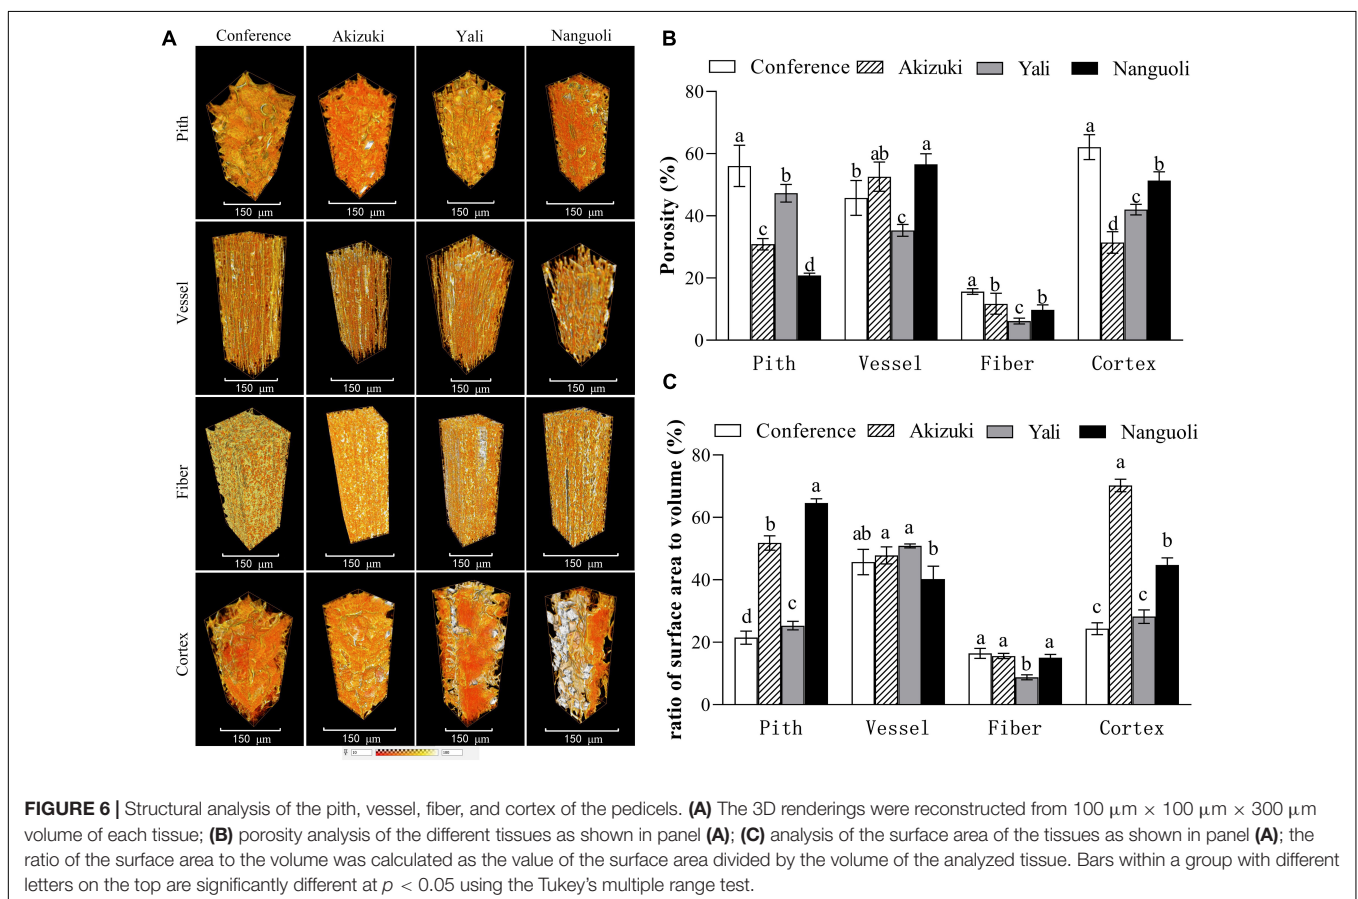 A
Conference Akizuki Yali Nanguoli
Pith
150 μm 150 μm 150 μm 150 μm
Vessel
150 μm 150 μm 150 μm 150 μm
Fiber
150 μm 150 μm 150 μm 150 μm
Cortex
150 μm 150 μm 150 μm 150 μm
B
Conference Akizuki Yali Nanguoli
Porosity (%)
80
60
40
20
0
a c b d
b ab c a
a b c b
a d c b
Pith Vessel Fiber Cortex
C
Conference Akizuki Yali Nanguoli
ratio of surface area to volume (%)
80
60
40
20
0
d b c a
ab a a b
a a b a
c a c b
Pith Vessel Fiber Cortex
FIGURE 6 | Structural analysis of the pith, vessel, fiber, and cortex of the pedicels. (A) The 3D renderings were reconstructed from 100 μm × 100 μm × 300 μm
volume of each tissue; (B) porosity analysis of the different tissues as shown in panel (A); (C) analysis of the surface area of the tissues as shown in panel (A); the
ratio of the surface area to the volume was calculated as the value of the surface area divided by the volume of the analyzed tissue. Bars within a group with different
letters on the top are significantly different at p < 0.05 using the Tukey's multiple range test.